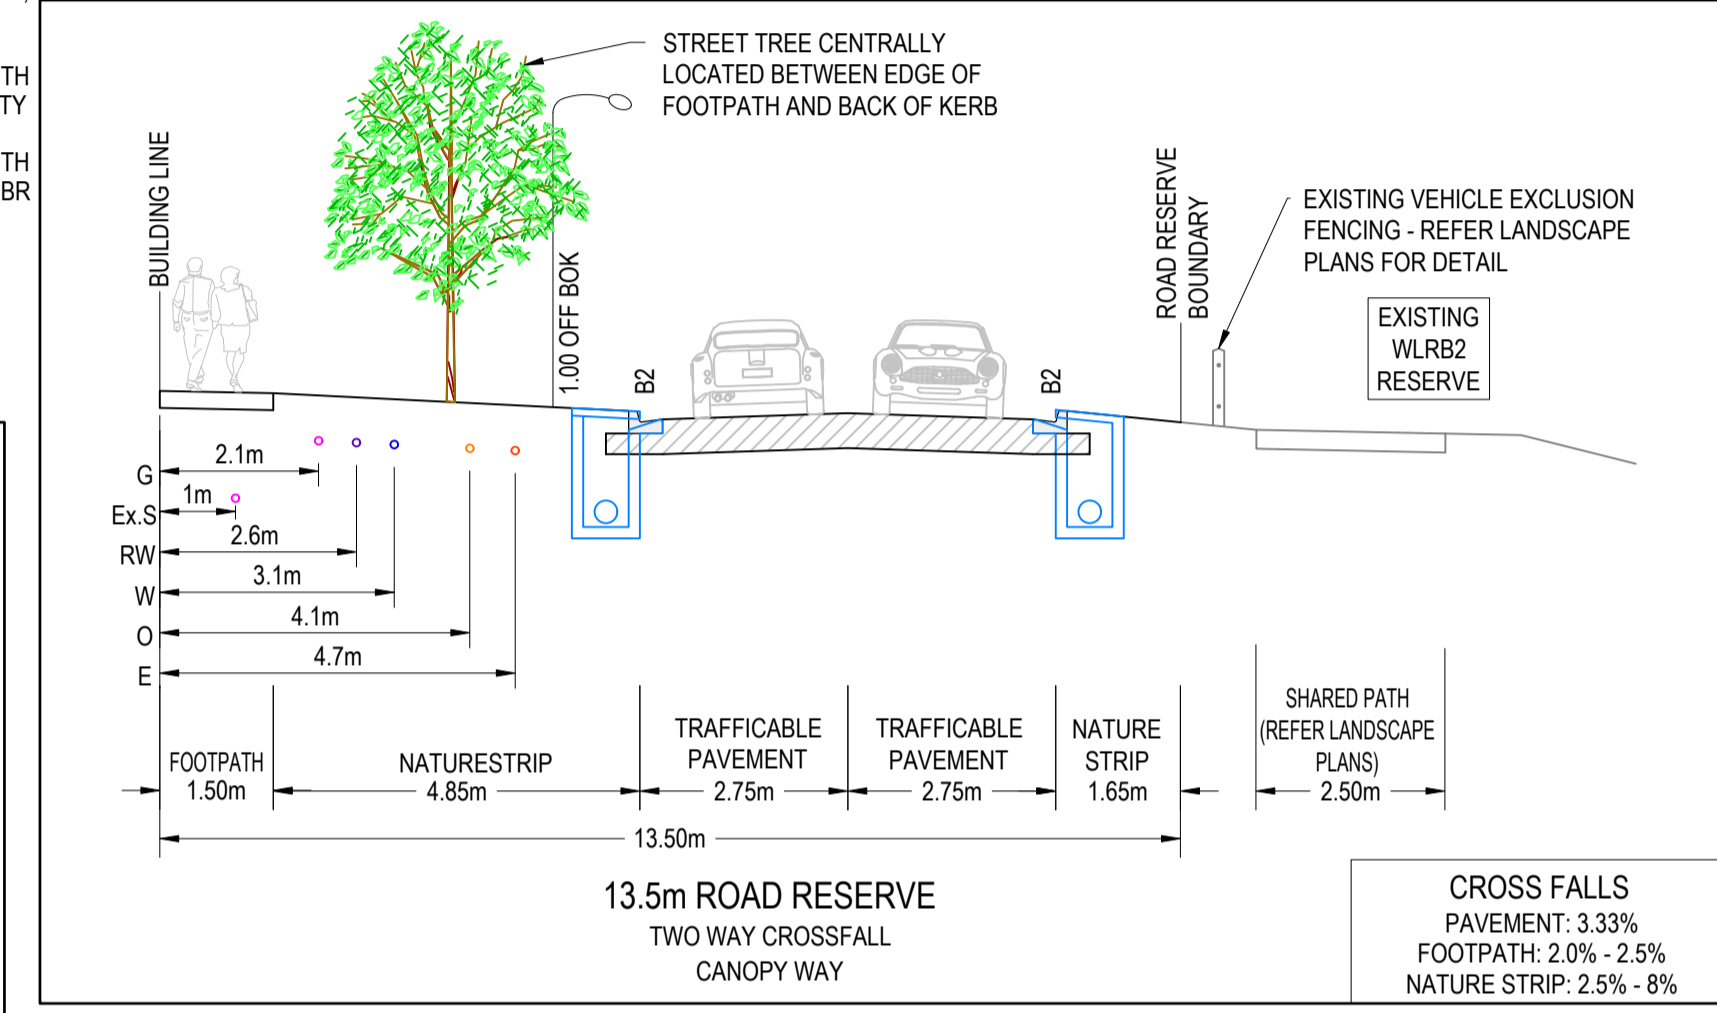 TH
TY
TH
BR
STREET TREE CENTRALLY
LOCATED BETWEEN EDGE OF
FOOTPATH AND BACK OF KERB
BUILDING LINE
1.00 OFF BOK
B2
B2
ROAD RESERVE
BOUNDARY
EXISTING VEHICLE EXCLUSION
FENCING - REFER LANDSCAPE
PLANS FOR DETAIL
EXISTING
WLRB2
RESERVE
G
2.1m
Ex.S
1m
RW
2.6m
W
3.1m
O
4.1m
E
4.7m
FOOTPATH
1.50m
NATURESTRIP
4.85m
TRAFFICABLE
PAVEMENT
2.75m
TRAFFICABLE
PAVEMENT
2.75m
NATURE
STRIP
1.65m
SHARED PATH
(REFER LANDSCAPE
PLANS)
2.50m
13.50m
13.5m ROAD RESERVE
TWO WAY CROSSFALL
CANOPY WAY
CROSS FALLS
PAVEMENT: 3.33%
FOOTPATH: 2.0% - 2.5%
NATURE STRIP: 2.5% - 8%